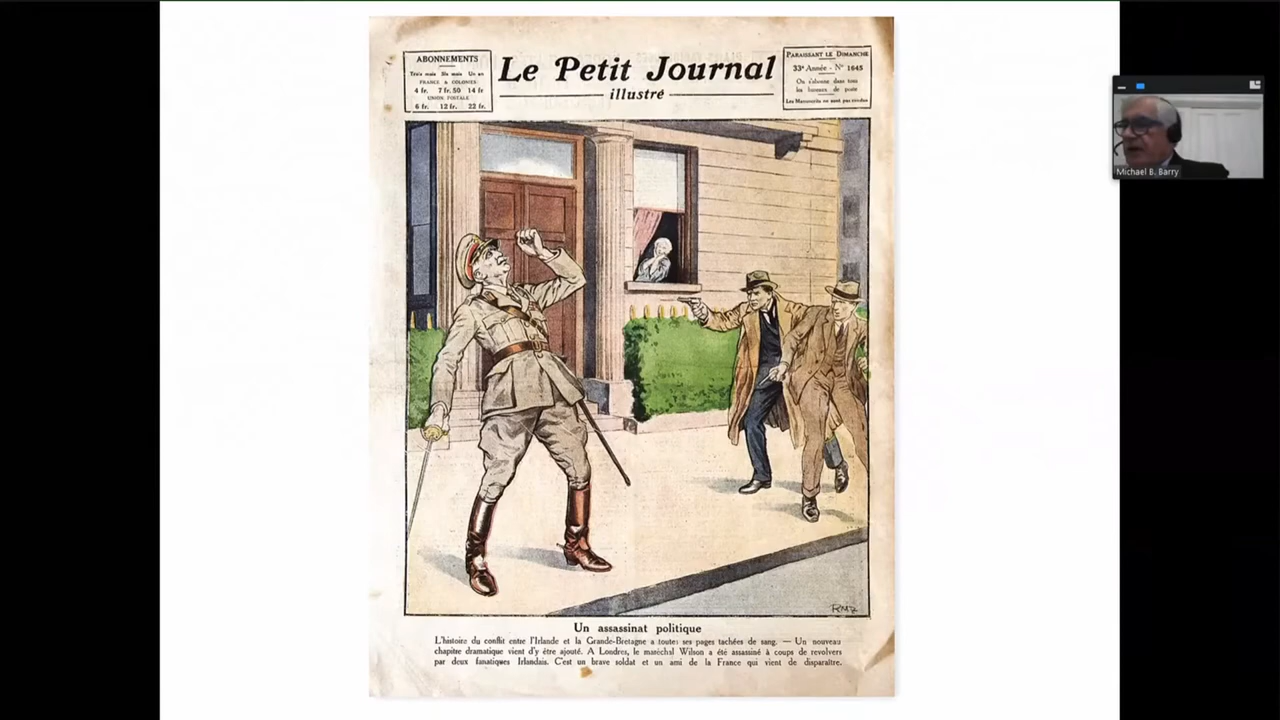 ABONNEMENTS
Trois mois Six mois Un an
FRANCE & COLONIES:
4 fr. 7 fr. 50 14 fr
UNION POSTALE
6 fr. 12 fr. 22 fr.
Le Petit Journal
illustré
PARAISSANT LE DIMANCHE
33e Année - N° 1645
On s'abonne dans tous
les bureaux de poste
Les Manuscrits ne sont pas rendus
Michael B. Barry
Un assassinat politique
L'histoire du conflit entre l'Irlande et la Grande-Bretagne a toutes ses pages tachées de sang. — Un nouveau
chapitre dramatique vient d'y être ajouté. A Londres, le maréchal Wilson a été assassiné à coups de revolvers
par deux fanatiques Irlandais. C'est un brave soldat et un ami de la France qui vient de disparaître.